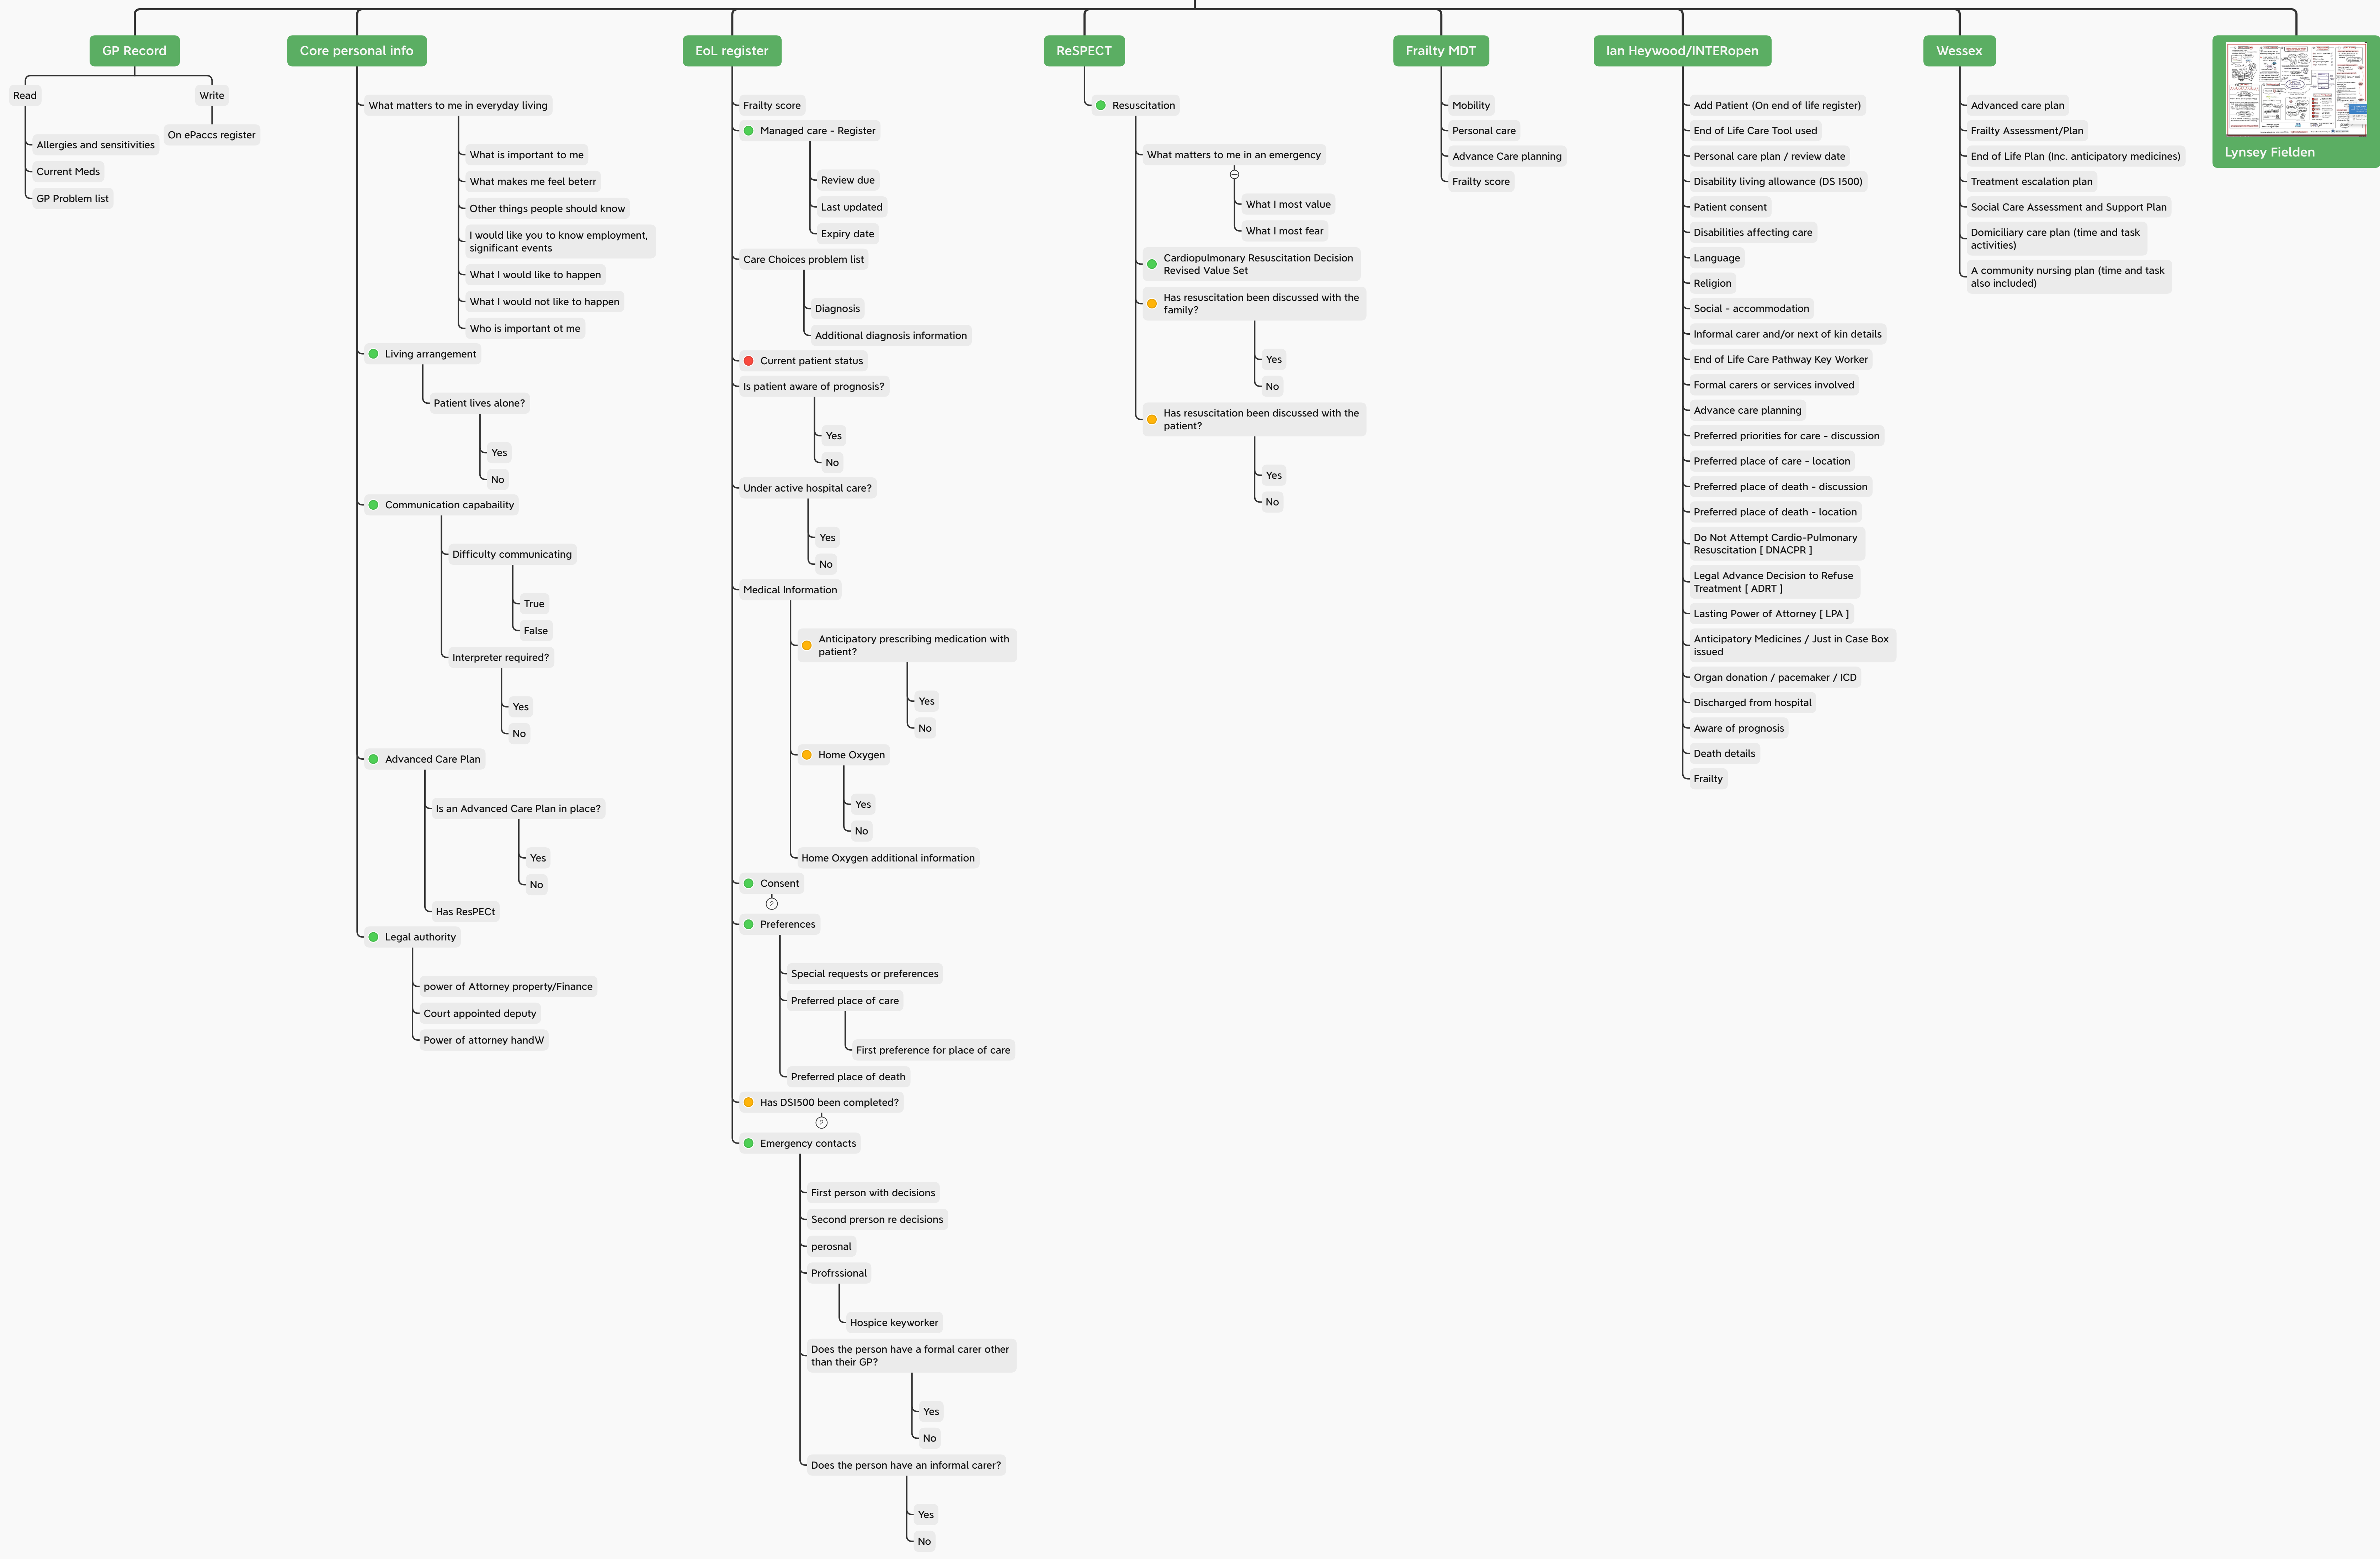 GP Record
Read
Allergies and sensitivities
Current Meds
GP Problem list
Write
On ePaccs register
Core personal info
What matters to me in everyday living
What is important to me
What makes me feel beterr
Other things people should know
I would like you to know employment,
significant events
What I would like to happen
What I would not like to happen
Who is important ot me
Living arrangement
Patient lives alone?
Yes
No
Communication capabaility
Difficulty communicating
True
False
Interpreter required?
Yes
No
Advanced Care Plan
Is an Advanced Care Plan in place?
Yes
No
Has ResPECt
Legal authority
power of Attorney property/Finance
Court appointed deputy
Power of attorney handW
EoL register
Frailty score
Managed care - Register
Review due
Last updated
Expiry date
Care Choices problem list
Diagnosis
Additional diagnosis information
Current patient status
Is patient aware of prognosis?
Yes
No
Under active hospital care?
Yes
No
Medical Information
Anticipatory prescribing medication with
patient?
Yes
No
Home Oxygen
Yes
No
Home Oxygen additional information
Consent
2
Preferences
Special requests or preferences
Preferred place of care
First preference for place of care
Preferred place of death
Has DS1500 been completed?
2
Emergency contacts
First person with decisions
Second prerson re decisions
perosnal
Profrssional
Hospice keyworker
Does the person have a formal carer other
than their GP?
Yes
No
Does the person have an informal carer?
Yes
No
ReSPECT
Resuscitation
What matters to me in an emergency
What I most value
What I most fear
Cardiopulmonary Resuscitation Decision
Revised Value Set
Has resuscitation been discussed with the
family?
Yes
No
Has resuscitation been discussed with the
patient?
Yes
No
Frailty MDT
Mobility
Personal care
Advance Care planning
Frailty score
Ian Heywood/INTERopen
Add Patient (On end of life register)
End of Life Care Tool used
Personal care plan / review date
Disability living allowance (DS 1500)
Patient consent
Disabilities affecting care
Language
Religion
Social - accommodation
Informal carer and/or next of kin details
End of Life Care Pathway Key Worker
Formal carers or services involved
Advance care planning
Preferred priorities for care - discussion
Preferred place of care - location
Preferred place of death - discussion
Preferred place of death - location
Do Not Attempt Cardio-Pulmonary
Resuscitation [ DNACPR ]
Legal Advance Decision to Refuse
Treatment [ ADRT ]
Lasting Power of Attorney [ LPA ]
Anticipatory Medicines / Just in Case Box
issued
Organ donation / pacemaker / ICD
Discharged from hospital
Aware of prognosis
Death details
Frailty
Wessex
Advanced care plan
Frailty Assessment/Plan
End of Life Plan (Inc. anticipatory medicines)
Treatment escalation plan
Social Care Assessment and Support Plan
Domiciliary care plan (time and task
activities)
A community nursing plan (time and task
also included)
Lynsey Fielden